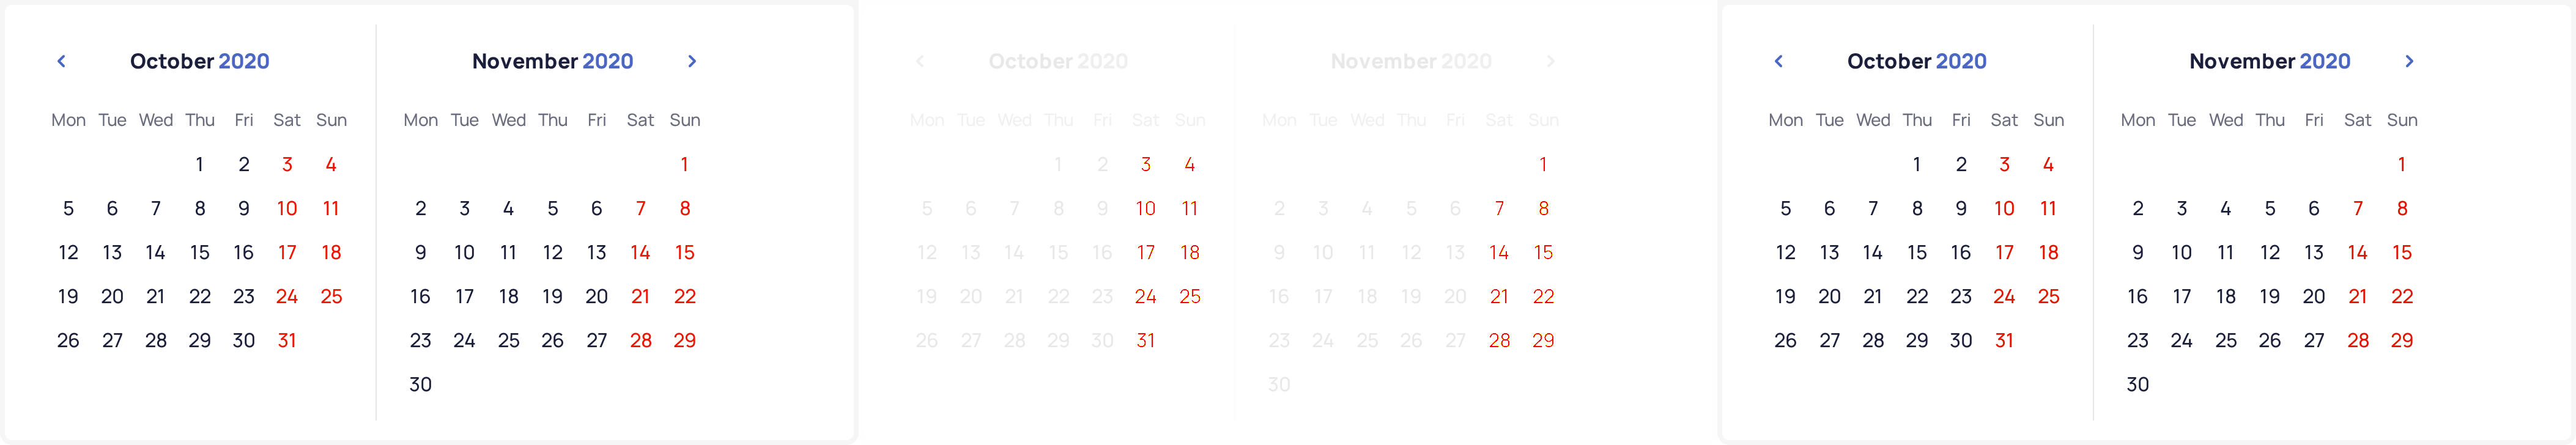 October 2020 November 2020 October 2020 November 2020 October 2020 November 2020
Mon Tue Wed Thu Fri Sat Sun Mon Tue Wed Thu Fri Sat Sun Mon Tue Wed Thu Fri Sat Sun Mon Tue Wed Thu Fri Sat Sun Mon Tue Wed Thu Fri Sat Sun Mon Tue Wed Thu Fri Sat Sun
1 2 3 4 1 1 2 3 4 1 1 2 3 4 1
5 6 7 8 9 10 11 2 3 4 5 6 7 8 5 6 7 8 9 10 11 2 3 4 5 6 7 8 5 6 7 8 9 10 11 2 3 4 5 6 7 8
12 13 14 15 16 17 18 9 10 11 12 13 14 15 12 13 14 15 16 17 18 9 10 11 12 13 14 15 12 13 14 15 16 17 18 9 10 11 12 13 14 15
19 20 21 22 23 24 25 16 17 18 19 20 21 22 19 20 21 22 23 24 25 16 17 18 19 20 21 22 19 20 21 22 23 24 25 16 17 18 19 20 21 22
26 27 28 29 30 31 23 24 25 26 27 28 29 26 27 28 29 30 31 23 24 25 26 27 28 29 26 27 28 29 30 31 23 24 25 26 27 28 29
30 30 30